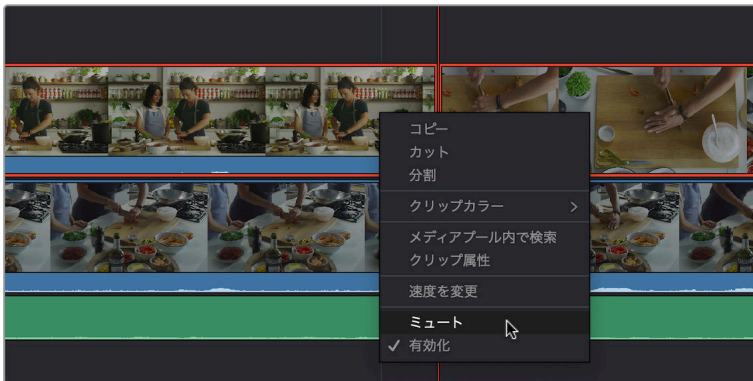 コピー
カット
分割
クリップカラー
メディアプール内で検索
クリップ属性
速度を変更
ミュート
有効化